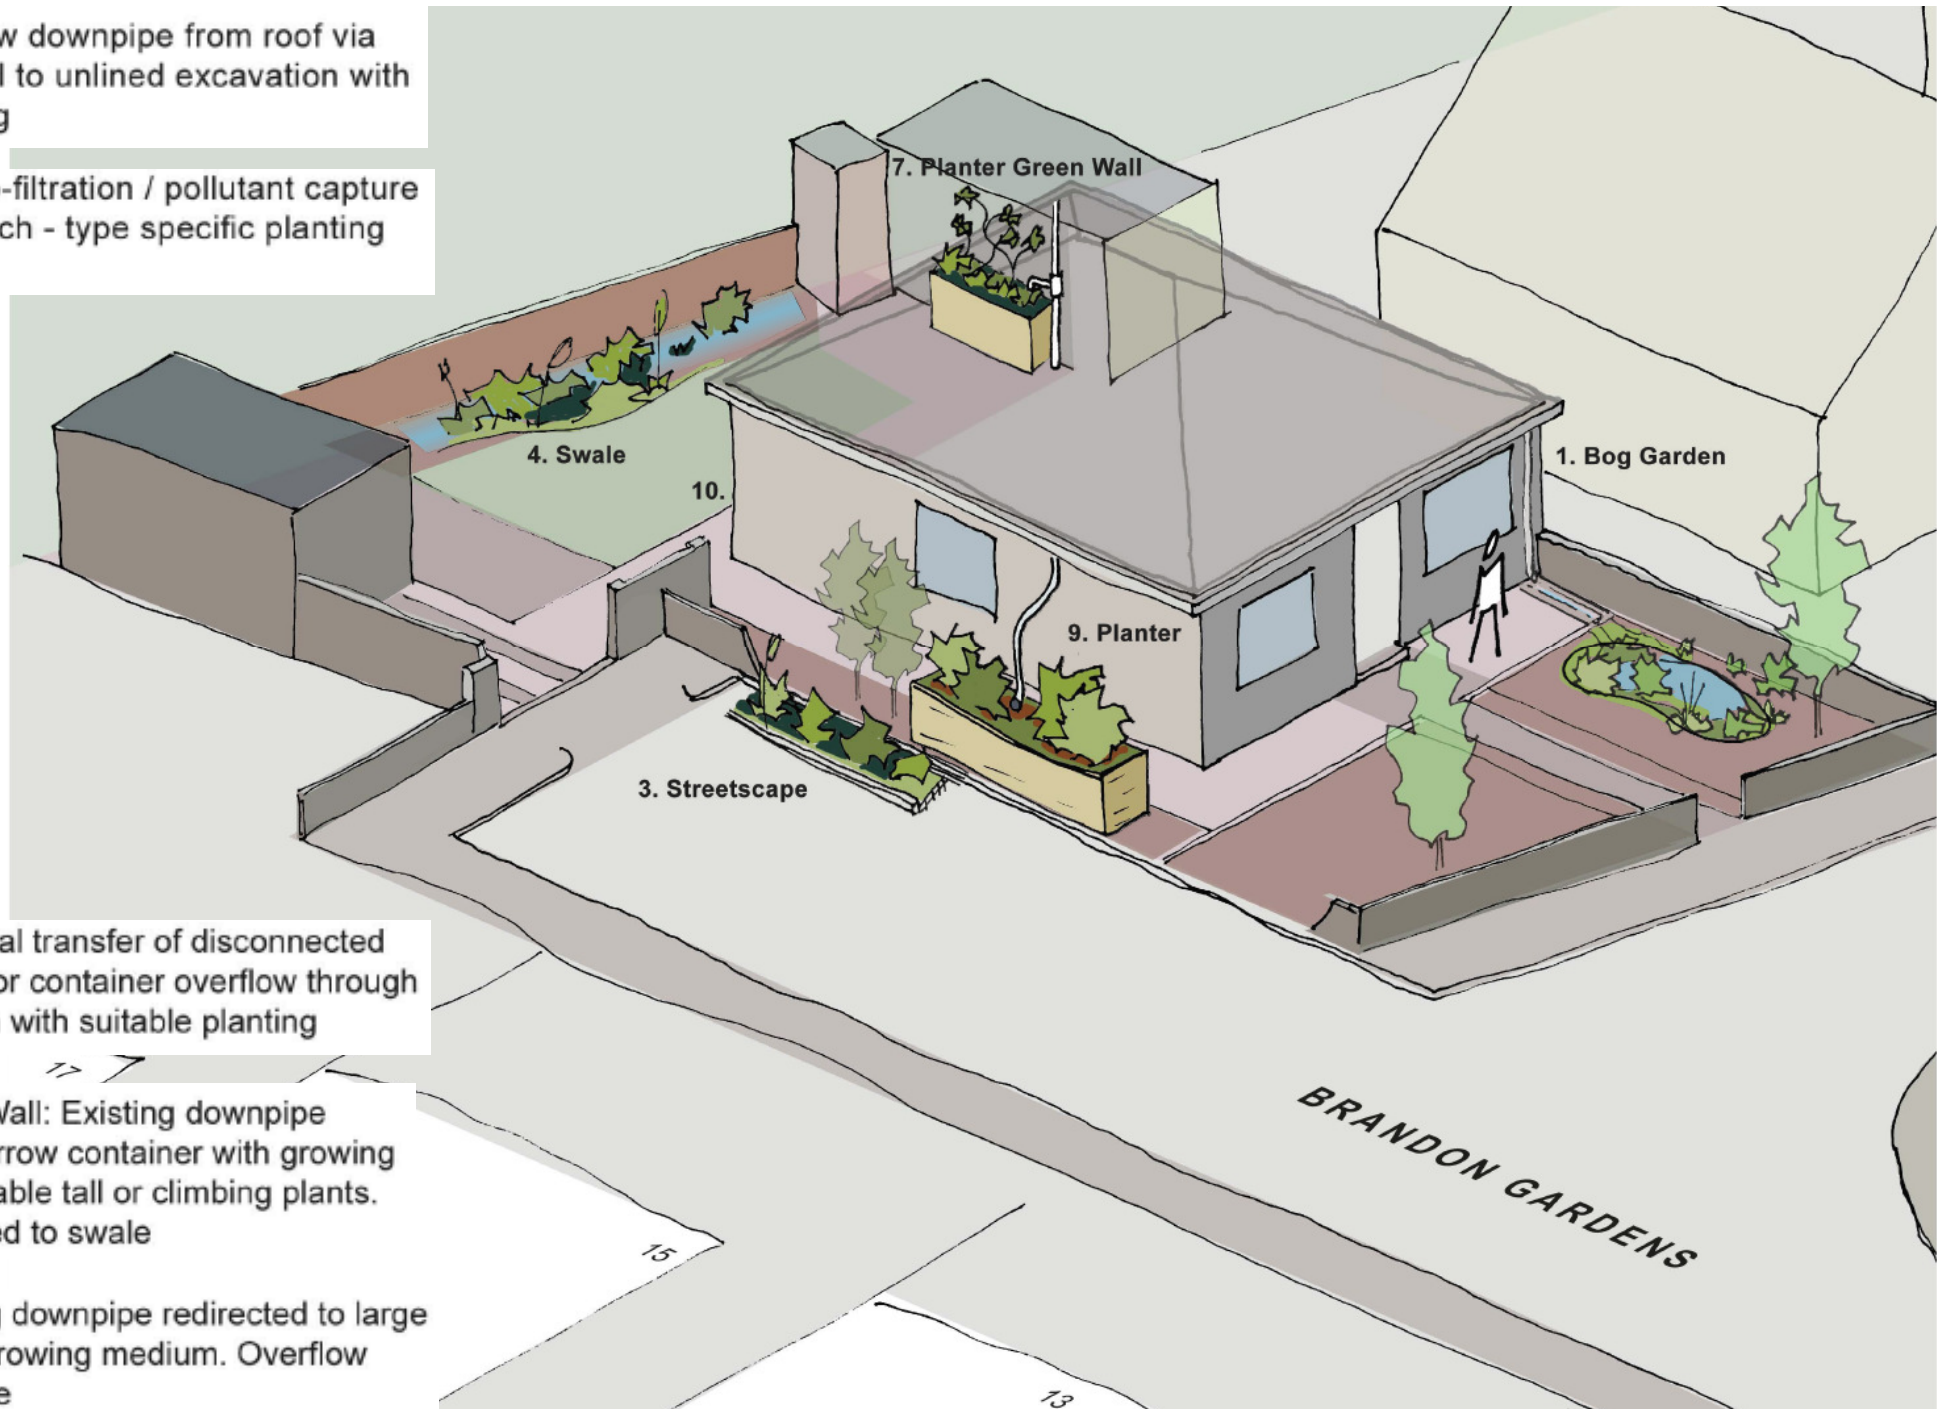 w downpipe from roof via
l to unlined excavation with
g
-filtration / pollutant capture
ch - type specific planting
7. Planter Green Wall
4. Swale
10.
1. Bog Garden
9. Planter
3. Streetscape
al transfer of disconnected
or container overflow through
with suitable planting
17
Wall: Existing downpipe
rrow container with growing
able tall or climbing plants.
ed to swale
15
g downpipe redirected to large
rowing medium. Overflow
e
13
BRANDON GARDENS